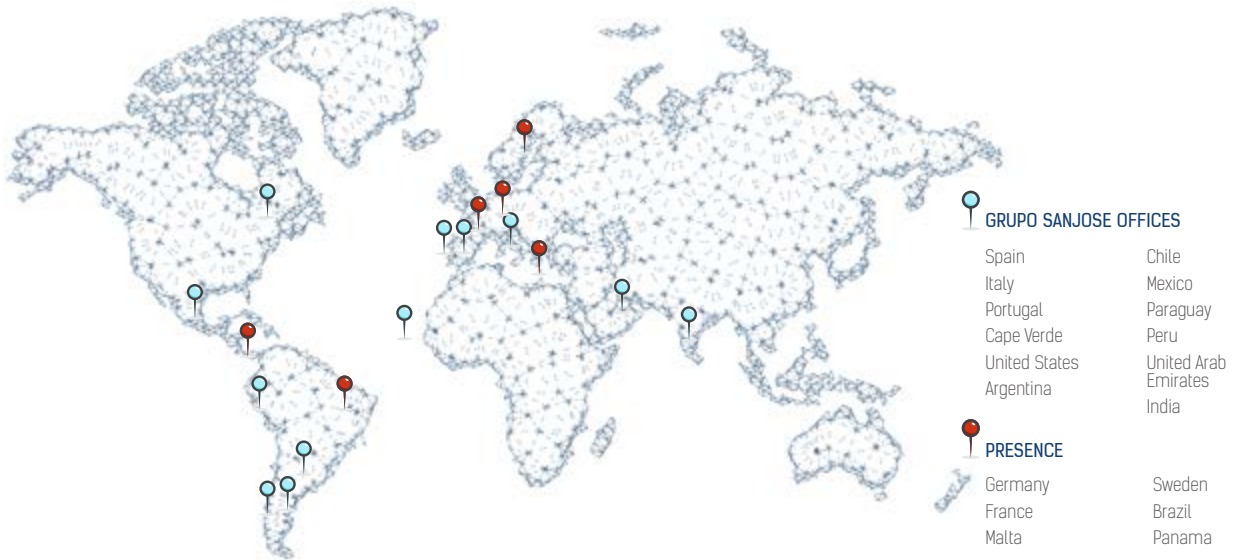 GRUPO SANJOSE OFFICES
Spain
Italy
Portugal
Cape Verde
United States
Argentina
Chile
Mexico
Paraguay
Peru
United Arab
Emirates
India
PRESENCE
Germany
France
Malta
Sweden
Brazil
Panama